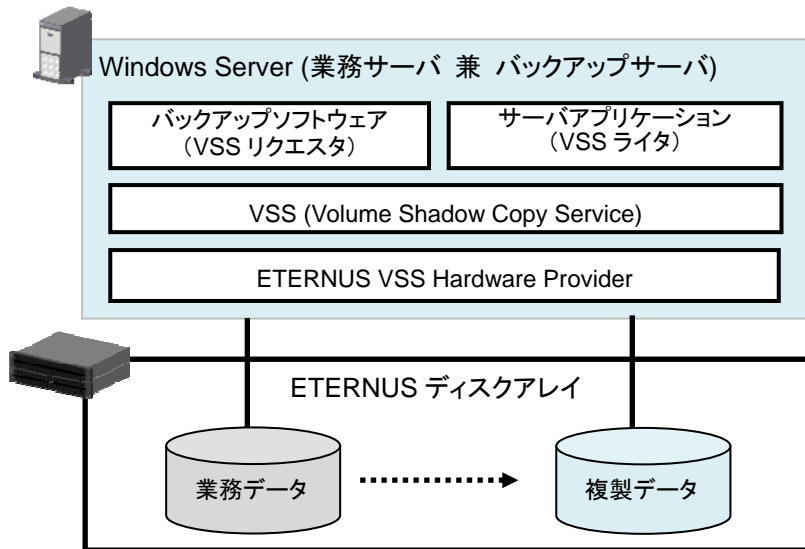 Windows Server (業務サーバ 兼 バックアップサーバ)
バックアップソフトウェア
（VSS リクエスタ）
サーバアプリケーション
（VSS ライタ）
VSS (Volume Shadow Copy Service)
ETERNUS VSS Hardware Provider
ETERNUS ディスクアレイ
業務データ
複製データ